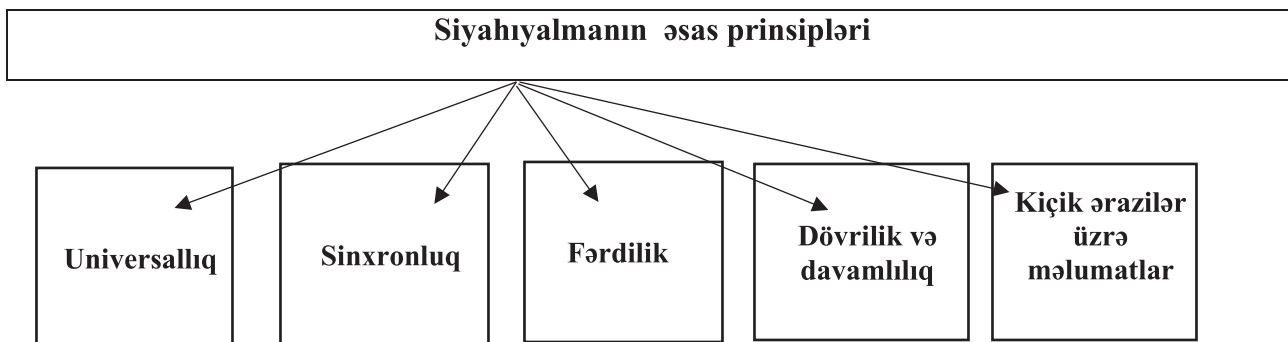 Siyahıyalmanın əsas prinsipləri
Universallıq
Sinxronluq
Fərdilik
Dövrilik və
davamlılıq
Kiçik ərazilər
üzrə
məlumatlar